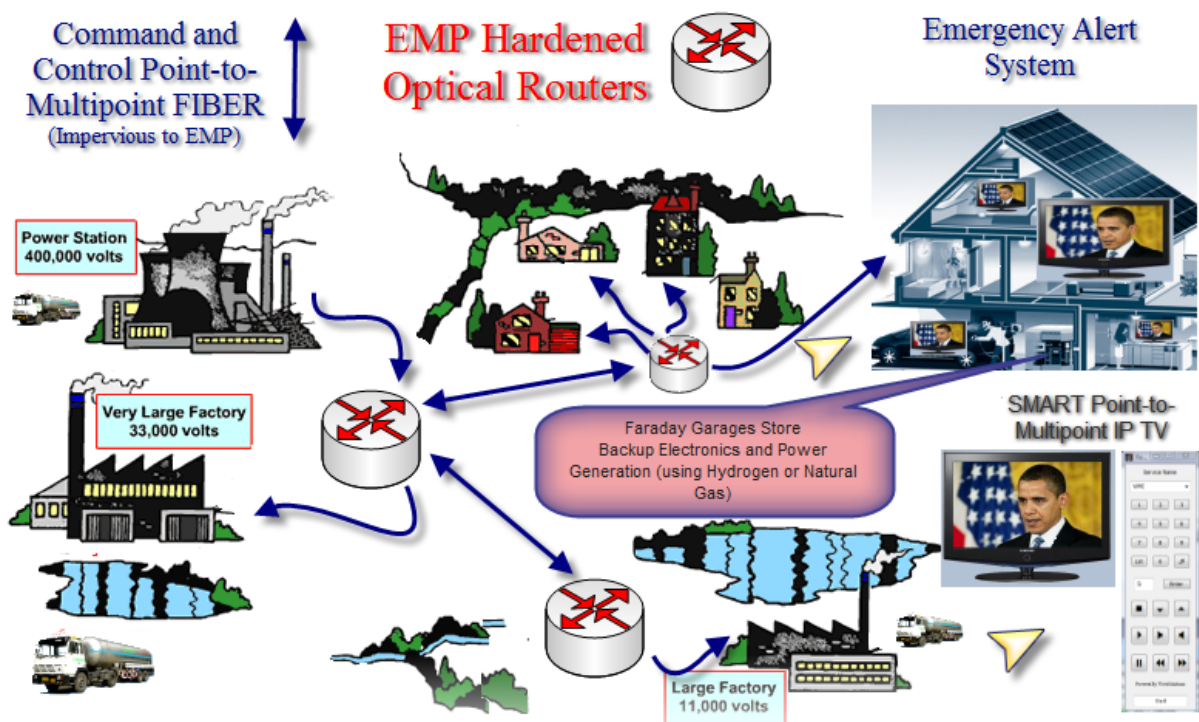 Command and
Control Point-to-
Multipoint FIBER
(Impervious to EMP)
EMP Hardened
Optical Routers
Emergency Alert
System
Power Station
400,000 volts
Very Large Factory
33,000 volts
Faraday Garages Store
Backup Electronics and Power
Generation (using Hydrogen or Natural
Gas)
SMART Point-to-
Multipoint IP TV
Service Name
Large Factory
11,000 volts